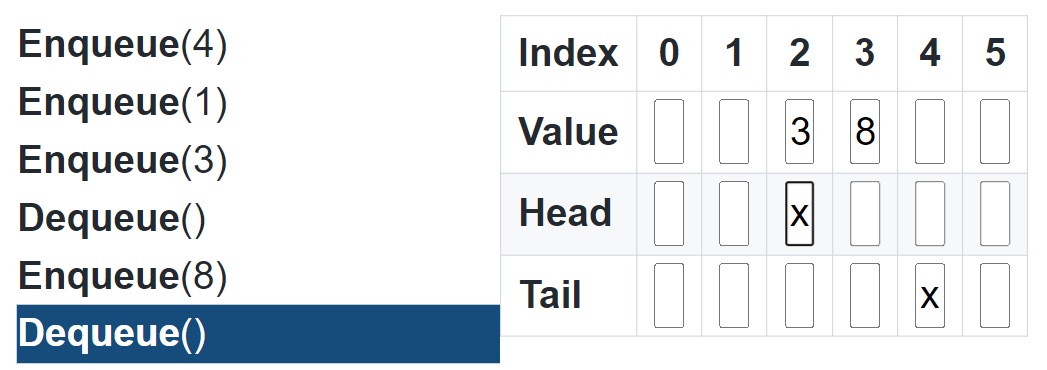 Enqueue(4)
Enqueue(1)
Enqueue(3)
Dequeue()
Enqueue(8)
Dequeue()
Index 0 1 2 3 4 5
Value 3 8
Head x
Tail x